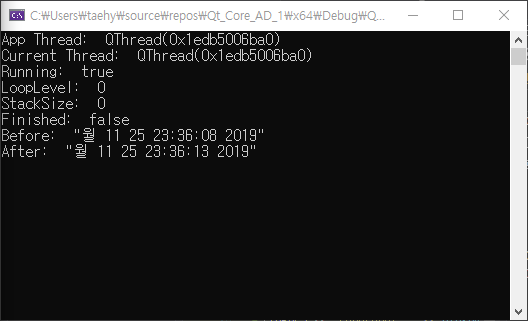 C:₩Users₩taehy₩source₩repos₩Qt_Core_AD_1₩x64₩Debug₩Q...
App Thread:  QThread(0x1edb5006ba0)
Current Thread:  QThread(0x1edb5006ba0)
Running:  true
LoopLevel:  0
StackSize:  0
Finished:  false
Before:  "월 11 25 23:36:08 2019"
After:  "월 11 25 23:36:13 2019"